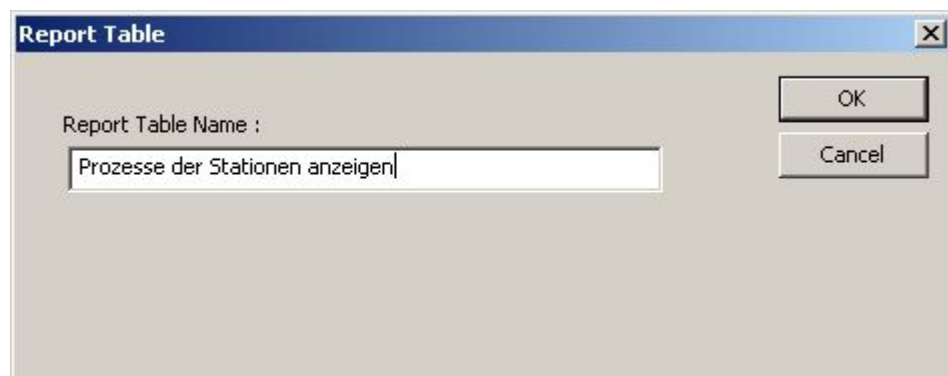 Report Table
OK
Report Table Name :
Cancel
Prozesse der Stationen anzeigen